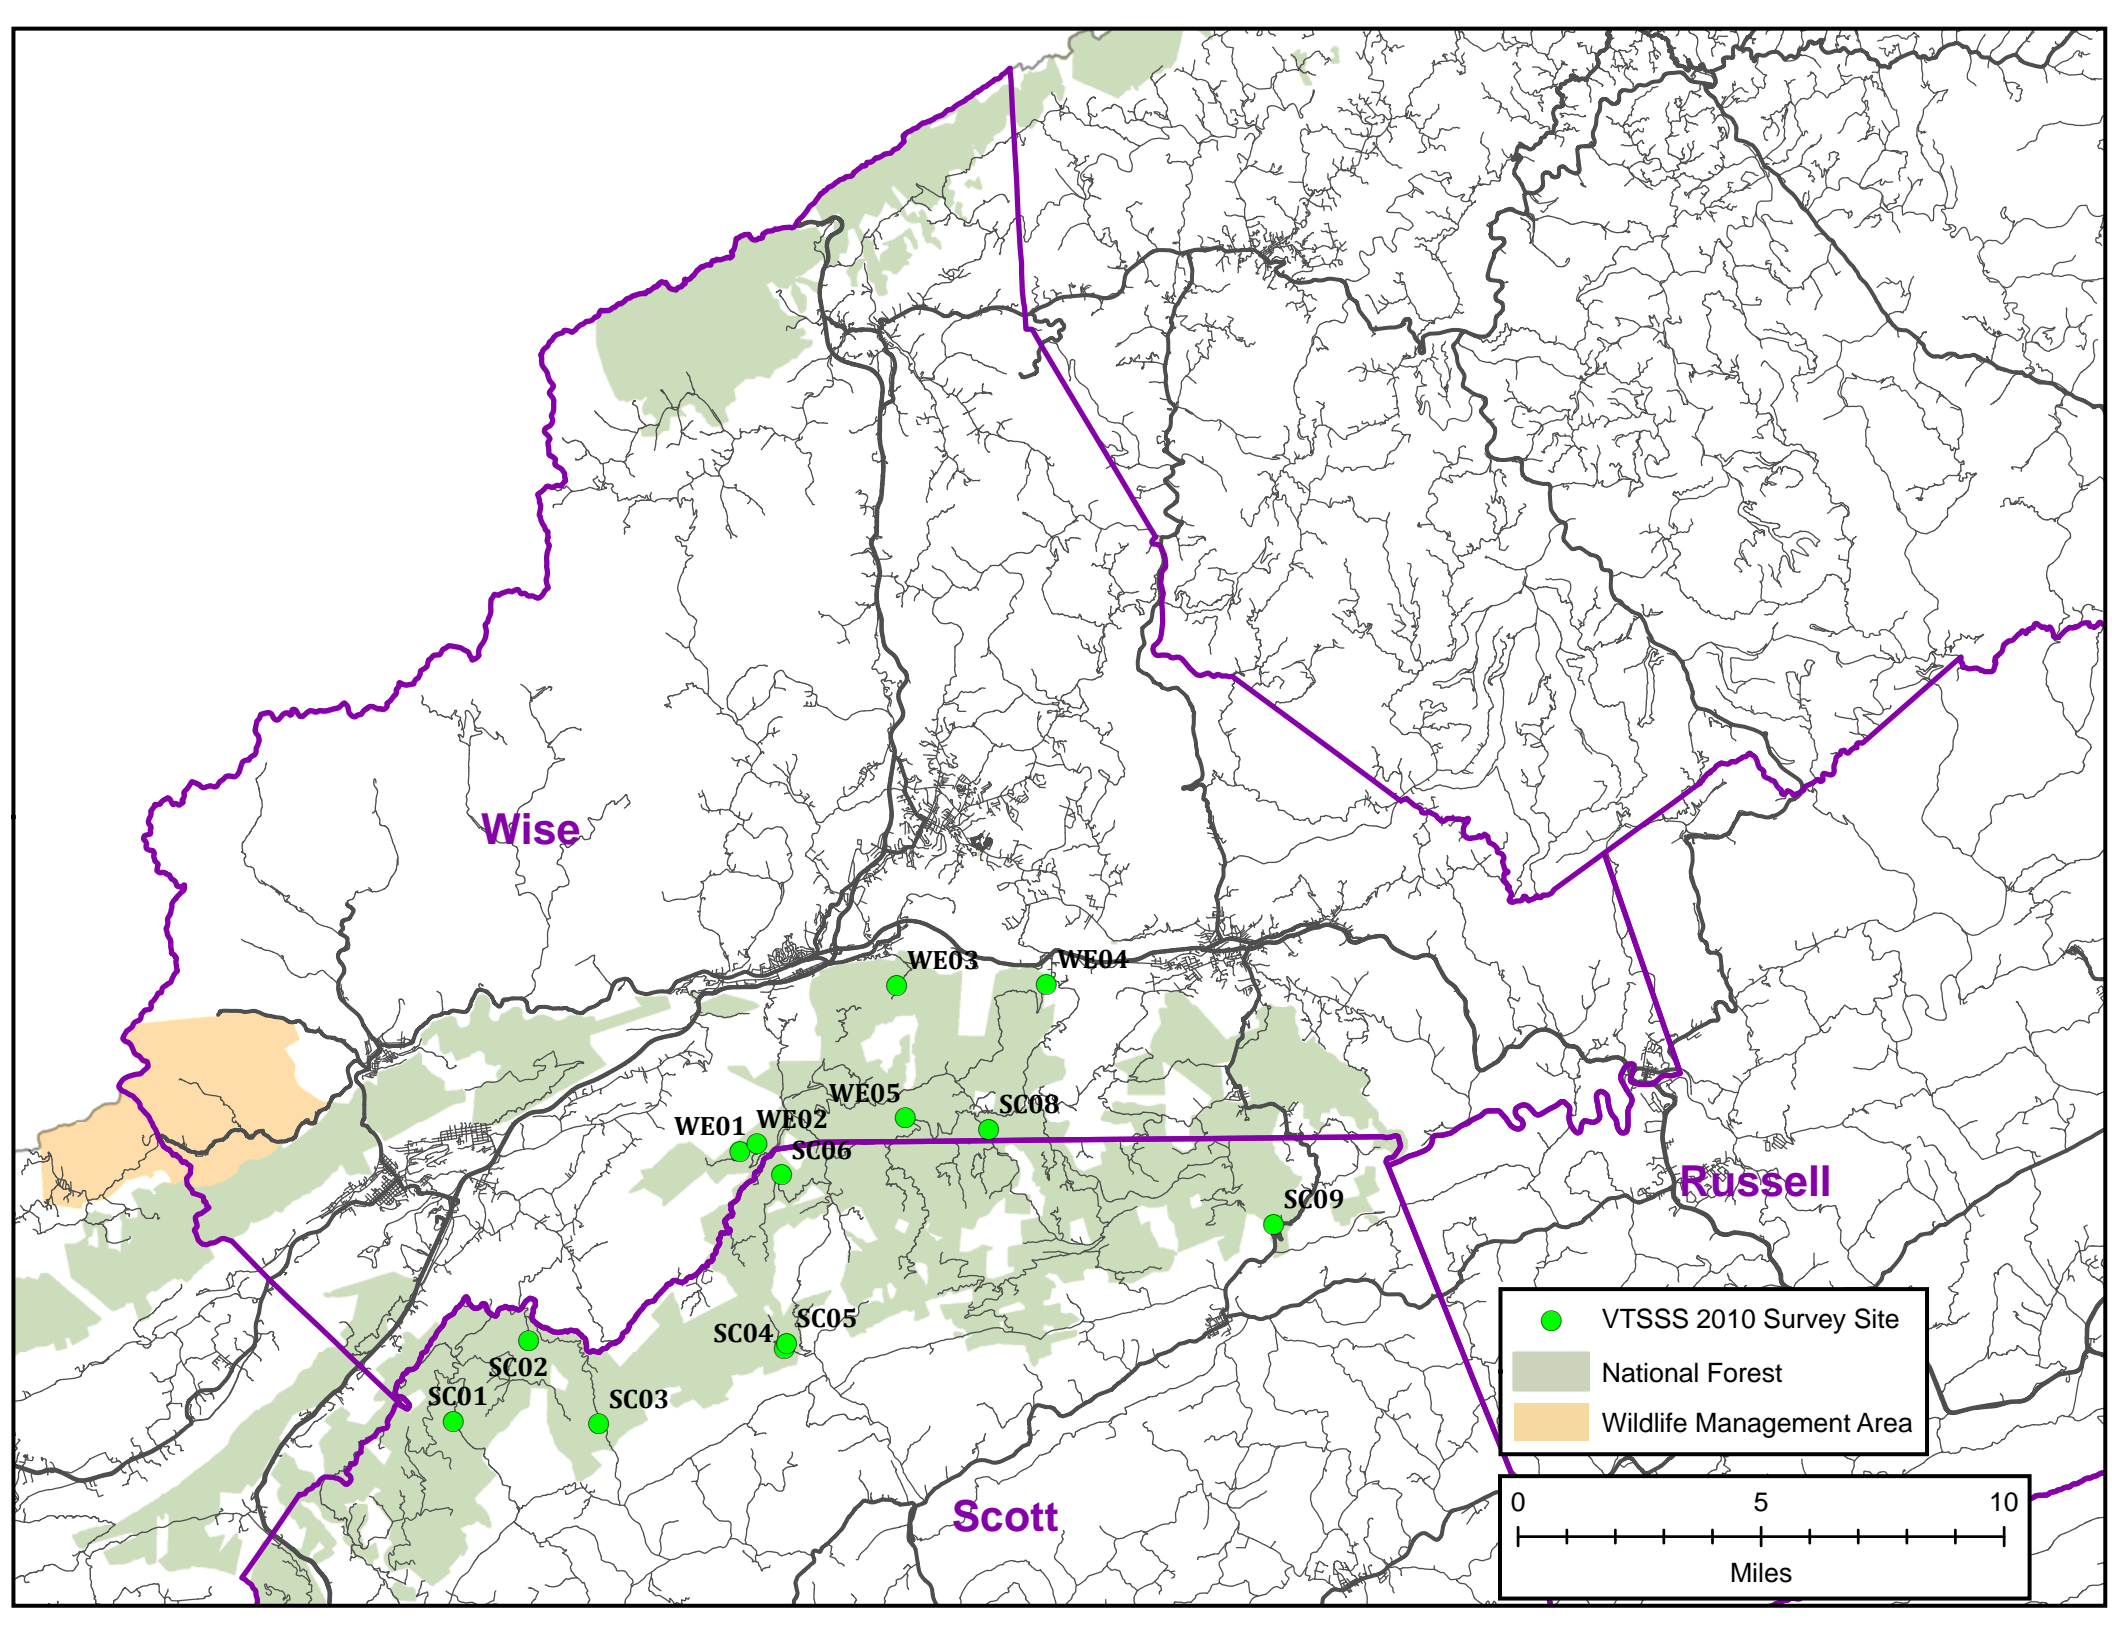 Wise
WE03
WE04
WE05
SC08
WE01
WE02
SC06
Russell
SC09
SC05
SC04
SC02
SC01
SC03
Scott
VTSSS 2010 Survey Site
National Forest
Wildlife Management Area
0 5 10
Miles